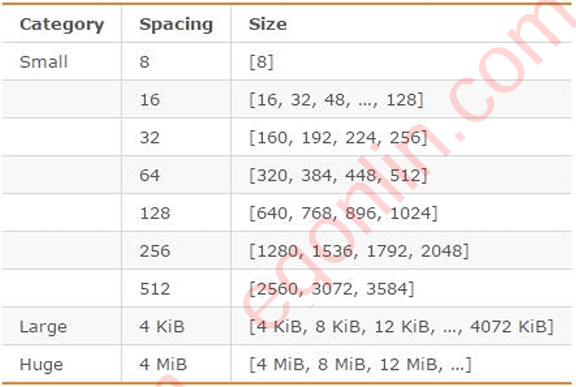 Category Spacing Size
Small 8 [8]
16 [16, 32, 48, ..., 128]
32 [160, 192, 224, 256]
64 [320, 384, 448, 512]
128 [640, 768, 896, 1024]
256 [1280, 1536, 1792, 2048]
512 [2560, 3072, 3584]
Large 4 KiB [4 KiB, 8 KiB, 12 KiB, ..., 4072 KiB]
Huge 4 MiB [4 MiB, 8 MiB, 12 MiB, ...]
egonlin.com